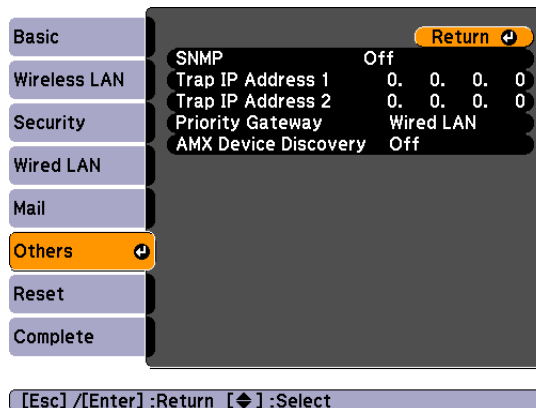 Basic
Wireless LAN
Security
Wired LAN
Mail
Others
Reset
Complete
Return
SNMP Off
Trap IP Address 1 0. 0. 0. 0
Trap IP Address 2 0. 0. 0. 0
Priority Gateway Wired LAN
AMX Device Discovery Off
[Esc] /[Enter] :Return [◆] :Select